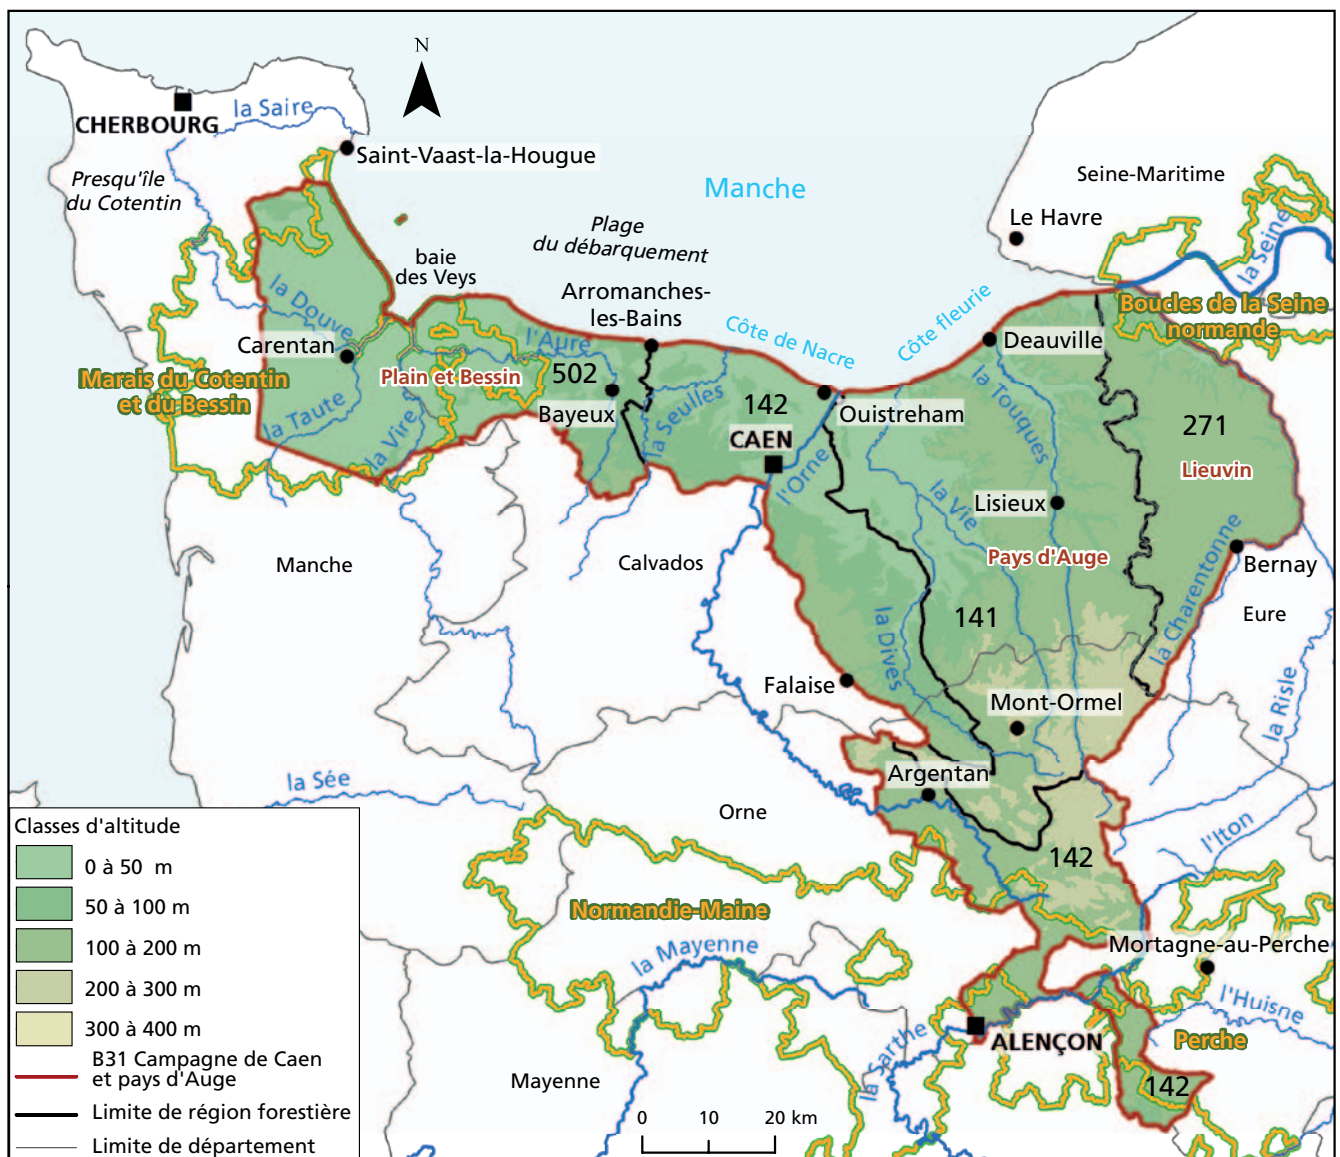 N
CHERBOURG
la Saire
Saint-Vaast-la-Hougue
Presqu'île
du Cotentin
Manche
Seine-Maritime
Le Havre
la Seine
Plage
du débarquement
baie
des Veys
Arromanches-
les-Bains
Côte de Nacre
Côte fleurie
Boucles de la Seine
normande
la Douve
Carentan
l'Aure
Deauville
Marais du Cotentin
et du Bessin
Plain et Bessin
502
Bayeux
la Seulles
142
CAEN
Ouistreham
la Touques
271
Lieuvin
la Taute
la Vire
l'Orne
la Vie
Lisieux
Manche
Calvados
Pays d'Auge
la Charentonne
Bernay
Eure
141
la Dives
Falaise
Mont-Ormel
la Risle
la Sée
Argentan
Orne
l'Iton
142
Normandie-Maine
la Mayenne
Mortagne-au-Perche
l'Huisne
ALENÇON
Perche
la Sarthe
Mayenne
142
Classes d'altitude
0 à 50 m
50 à 100 m
100 à 200 m
200 à 300 m
300 à 400 m
B31 Campagne de Caen
et pays d'Auge
Limite de région forestière
Limite de département
0 10 20 km